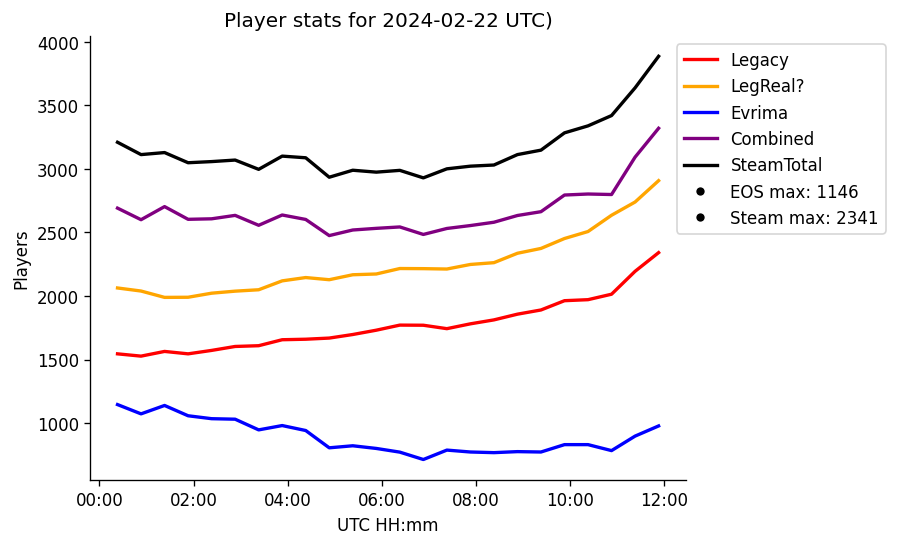 Player stats for 2024-02-22 UTC)
4000
3500
3000
2500
2000
1500
1000
Players
00:00 02:00 04:00 06:00 08:00 10:00 12:00
UTC HH:mm
Legacy
LegReal?
Evrima
Combined
SteamTotal
EOS max: 1146
Steam max: 2341